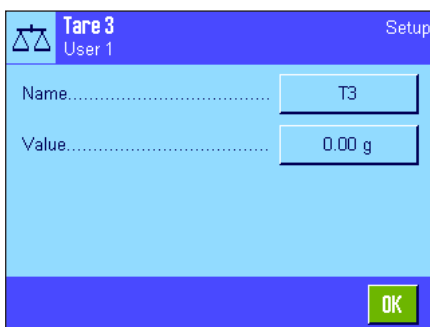 Tare 3
Setup
User 1
Name................................... T3
Value.................................... 0.00 g
OK